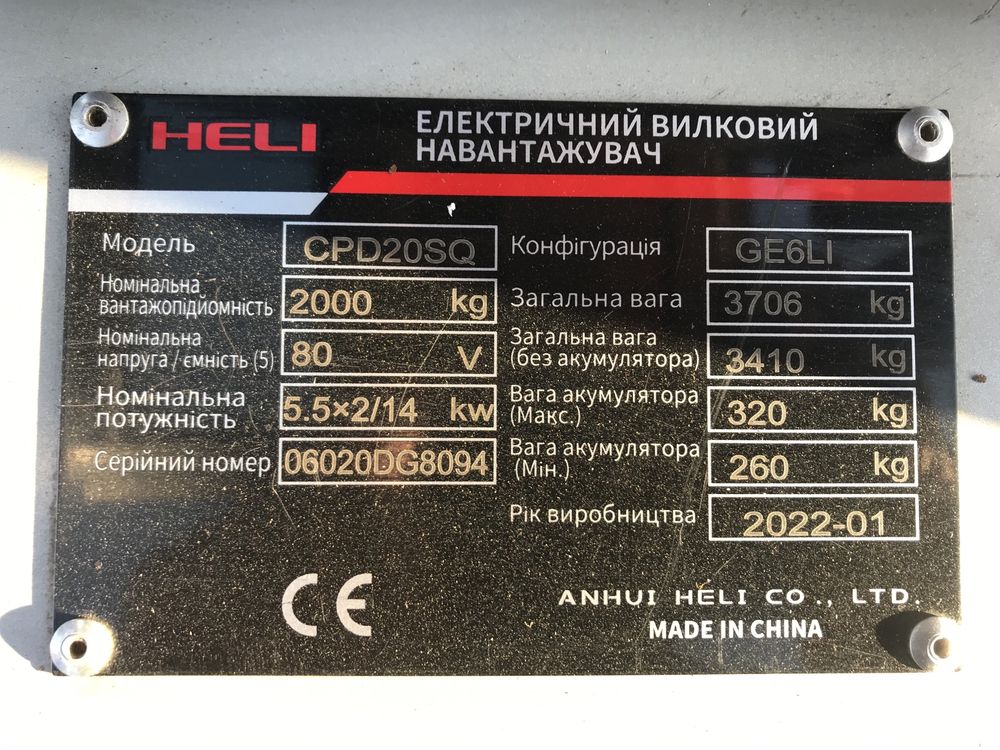 HELI
ЕЛЕКТРИЧНИЙ ВИЛКОВИЙ
НАВАНТАЖУВАЧ
Модель CPD20SQ
Номінальна
вантажопідйомність 2000 kg
Номінальна
напруга / ємність (5) 80 V
Номінальна
потужність 5.5×2/14 kw
Серійний номер 06020DG8094
Конфігурація GE6LI
Загальна вага 3706 kg
Загальна вага
(без акумулятора) 3410 kg
Вага акумулятора
(Макс.) 320 kg
Вага акумулятора
(Мін.) 260 kg
Рік виробництва 2022-01
CE
ANHUI HELI CO., LTD.
MADE IN CHINA